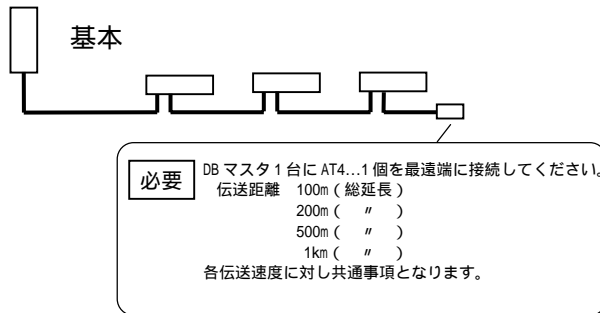 基本
必要
DBマスタ1台にAT4...1個を最遠端に接続してください。
伝送距離 100m(総延長)
200m( 〃 )
500m( 〃 )
1km( 〃 )
各伝送速度に対し共通事項となります。